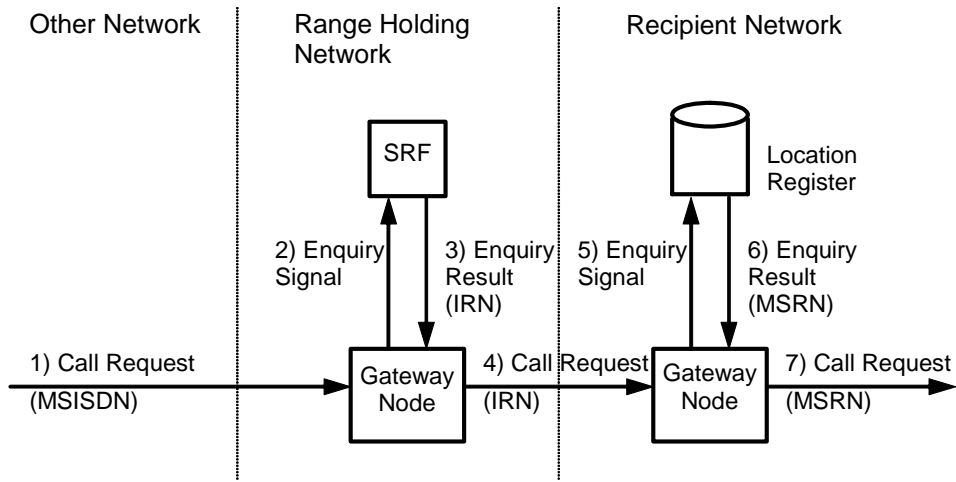 Other Network
Range Holding
Network
Recipient Network
SRF
Location
Register
2) Enquiry
Signal
3) Enquiry
Result
(IRN)
5) Enquiry
Signal
6) Enquiry
Result
(MSRN)
1) Call Request
(MSISDN)
Gateway
Node
4) Call Request
(IRN)
Gateway
Node
7) Call Request
(MSRN)